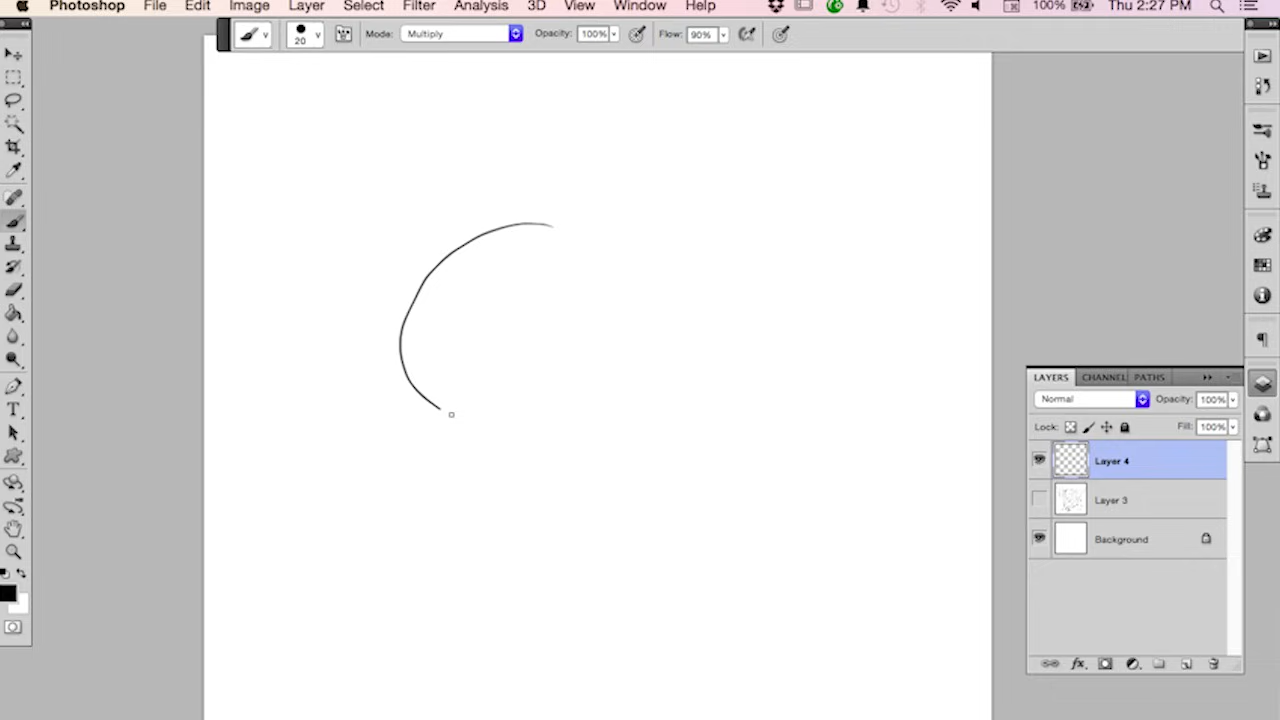 Photoshop File Edit Image Layer Select Filter Analysis 3D View Window Help 100% Thu 2:27 PM
20 Mode: Multiply Opacity: 100% Flow: 90%
LAYERS CHANNEL PATHS
Normal Opacity: 100%
Lock: Fill: 100%
Layer 4
Layer 3
Background